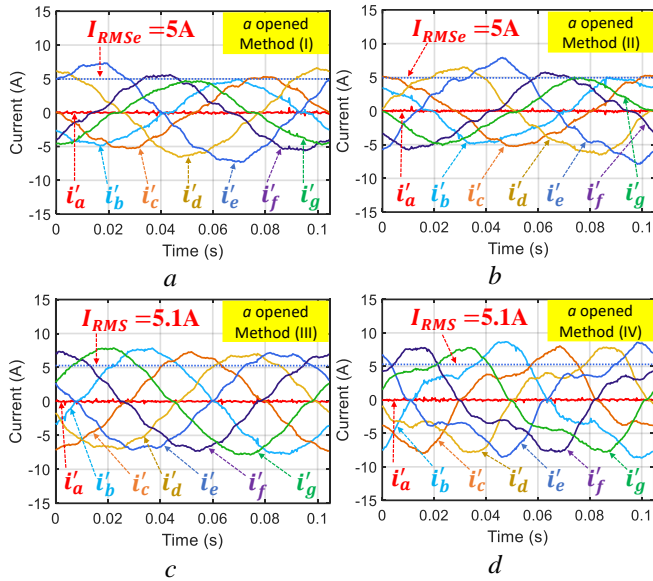 I_RMSe =5A
a opened
Method (I)
15
10
5
0
-5
-10
-15
Current (A)
i'_a i'_b i'_c i'_d i'_e i'_f i'_g
0 0.02 0.04 0.06 0.08 0.1
Time (s)
a
I_RMSe =5A
a opened
Method (II)
15
10
5
0
-5
-10
-15
Current (A)
i'_a i'_b i'_c i'_d i'_e i'_f i'_g
0 0.02 0.04 0.06 0.08 0.1
Time (s)
b
I_RMS =5.1A
a opened
Method (III)
15
10
5
0
-5
-10
-15
Current (A)
i'_a i'_b i'_c i'_d i'_e i'_f i'_g
0 0.02 0.04 0.06 0.08 0.1
Time (s)
c
I_RMS =5.1A
a opened
Method (IV)
15
10
5
0
-5
-10
-15
Current (A)
i'_a i'_b i'_c i'_d i'_e i'_f i'_g
0 0.02 0.04 0.06 0.08 0.1
Time (s)
d